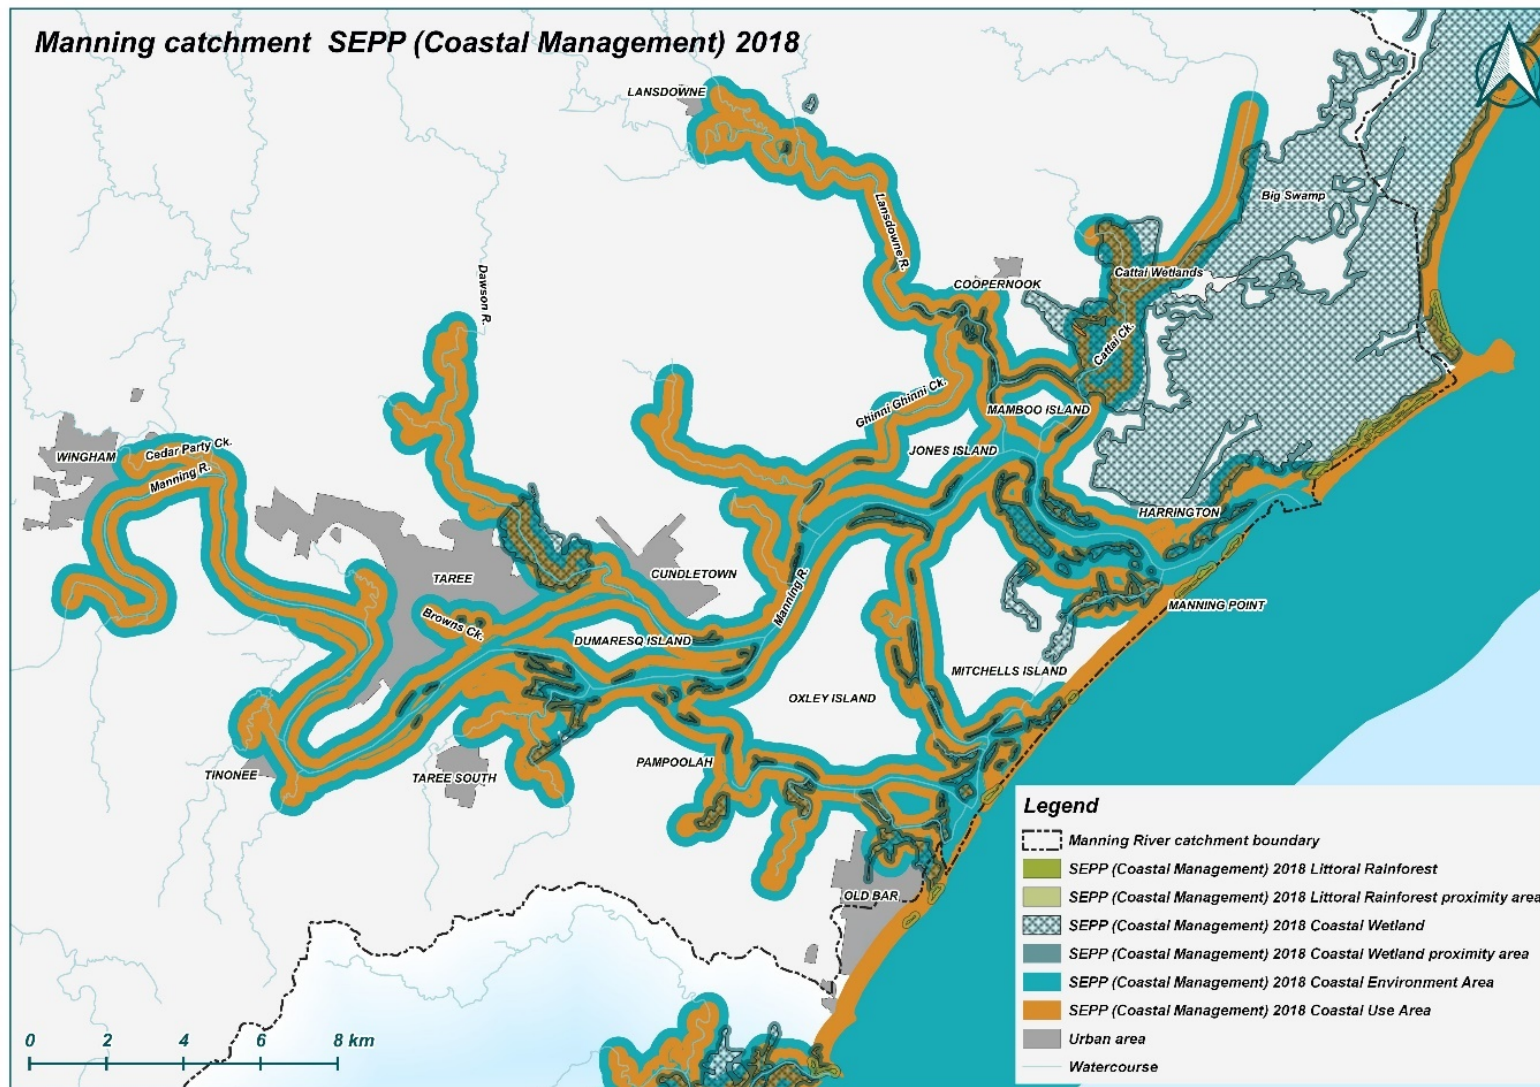 Manning catchment SEPP (Coastal Management) 2018
LANSDOWNE
Lansdowne R.
Big Swamp
Cattai Wetlands
COOPERNOOK
Dawson R.
Cattai Ck.
Ghinni Ghinni Ck.
MAMBOO ISLAND
JONES ISLAND
WINGHAM
Cedar Party Ck.
Manning R.
HARRINGTON
TAREE
CUNDLETOWN
Manning R.
MANNING POINT
Browns Ck.
DUMARESQ ISLAND
MITCHELLS ISLAND
OXLEY ISLAND
TINONEE
TAREE SOUTH
PAMPOOLAH
OLD BAR
Legend
Manning River catchment boundary
SEPP (Coastal Management) 2018 Littoral Rainforest
SEPP (Coastal Management) 2018 Littoral Rainforest proximity area
SEPP (Coastal Management) 2018 Coastal Wetland
SEPP (Coastal Management) 2018 Coastal Wetland proximity area
SEPP (Coastal Management) 2018 Coastal Environment Area
SEPP (Coastal Management) 2018 Coastal Use Area
Urban area
Watercourse
0 2 4 6 8 km